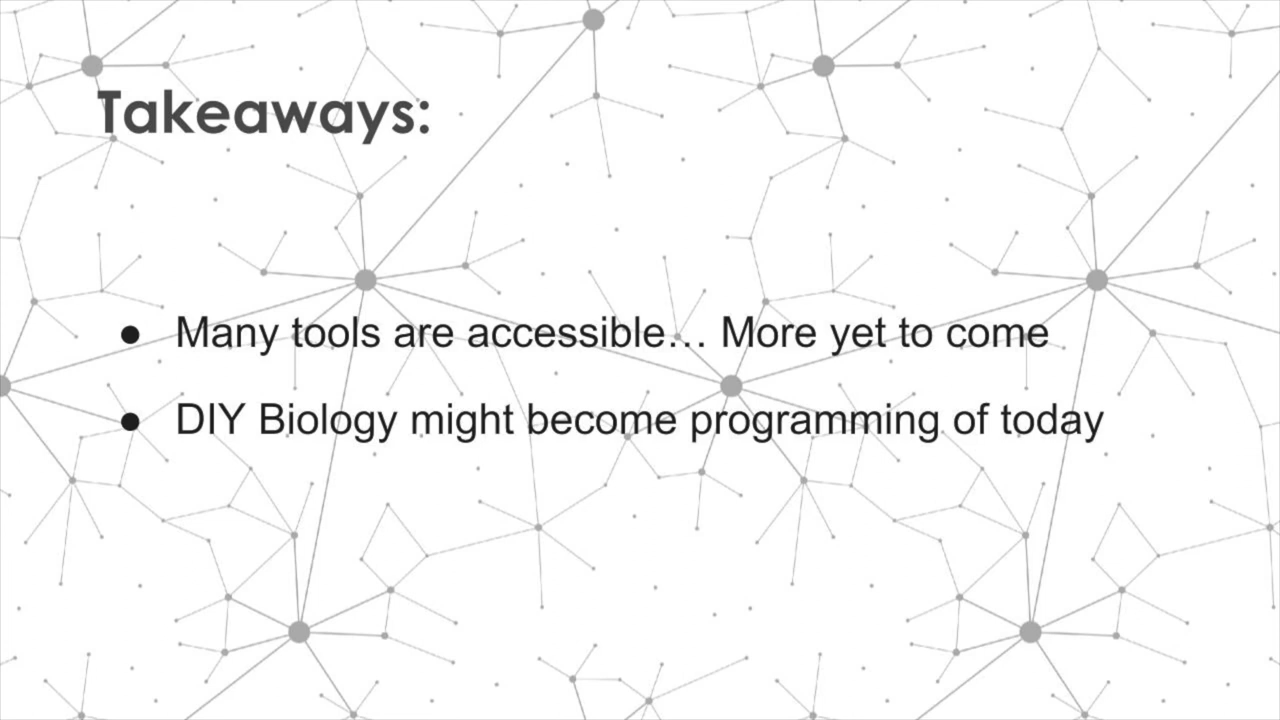 Takeaways:
● Many tools are accessible… More yet to come
● DIY Biology might become programming of today